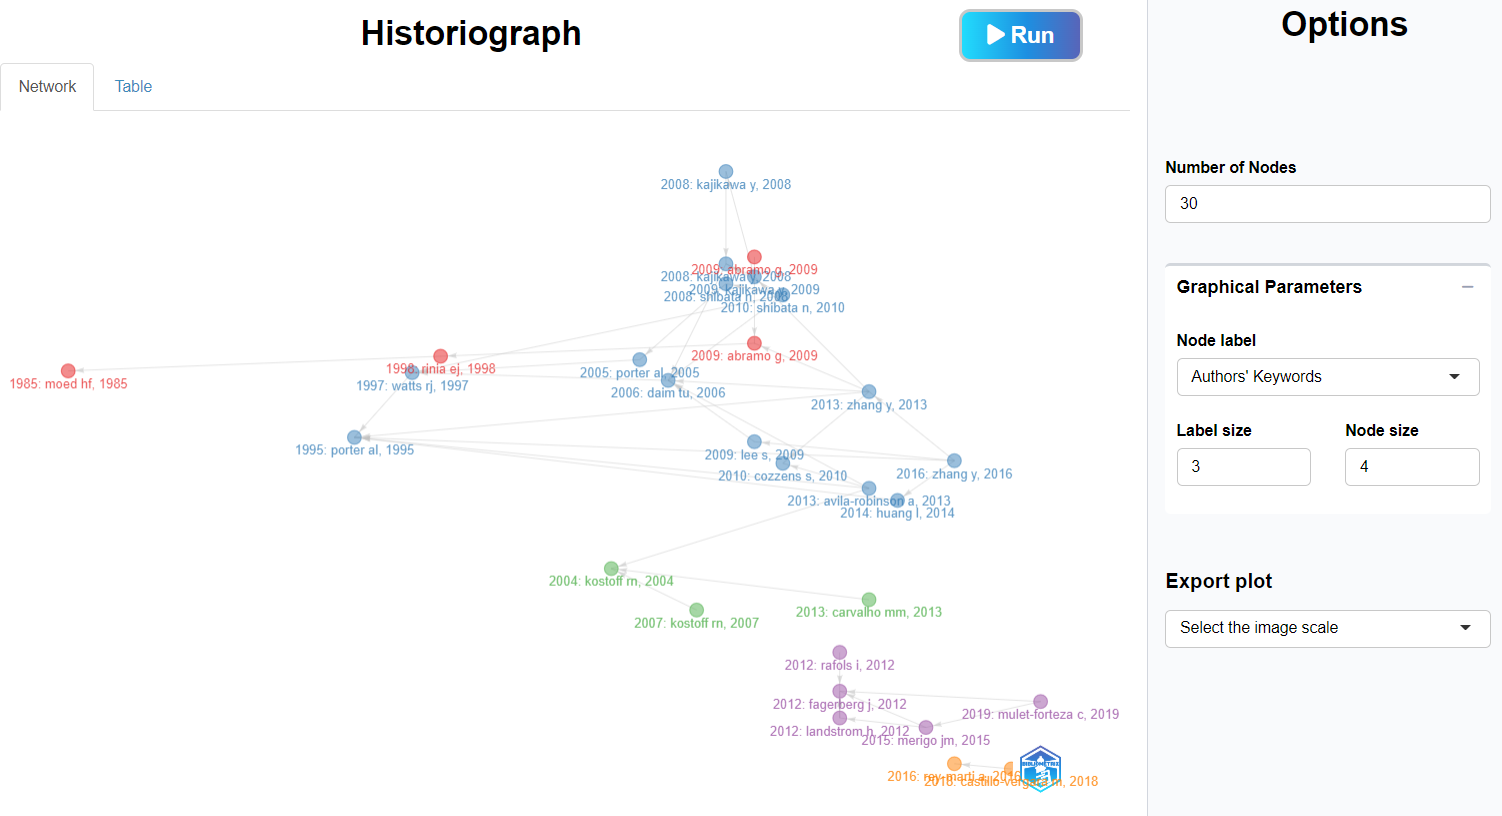 Historiograph
Run
Options
Network
Table
Number of Nodes
30
Graphical Parameters
Node label
Authors' Keywords
Label size
Node size
3
4
Export plot
Select the image scale
2008: kajikawa y, 2008
2009: abramo g, 2009
2008: kajikawa y, 2008
2009: kajikawa y, 2009
2008: shibata n, 2008
2010: shibata n, 2010
2009: abramo g, 2009
1998: rinia ej, 1998
1985: moed hf, 1985
1997: watts rj, 1997
2005: porter al, 2005
2006: daim tu, 2006
2013: zhang y, 2013
1995: porter al, 1995
2009: lee s, 2009
2010: cozzens s, 2010
2016: zhang y, 2016
2013: avila-robinson a, 2013
2014: huang l, 2014
2004: kostoff rn, 2004
2013: carvalho mm, 2013
2007: kostoff rn, 2007
2012: rafols i, 2012
2012: fagerberg j, 2012
2019: mulet-forteza c, 2019
2012: landstrom h, 2012
2015: merigo jm, 2015
BIBLIOMETRIX
2016: rey-marti a, 2016
2018: castillo-vergara m, 2018